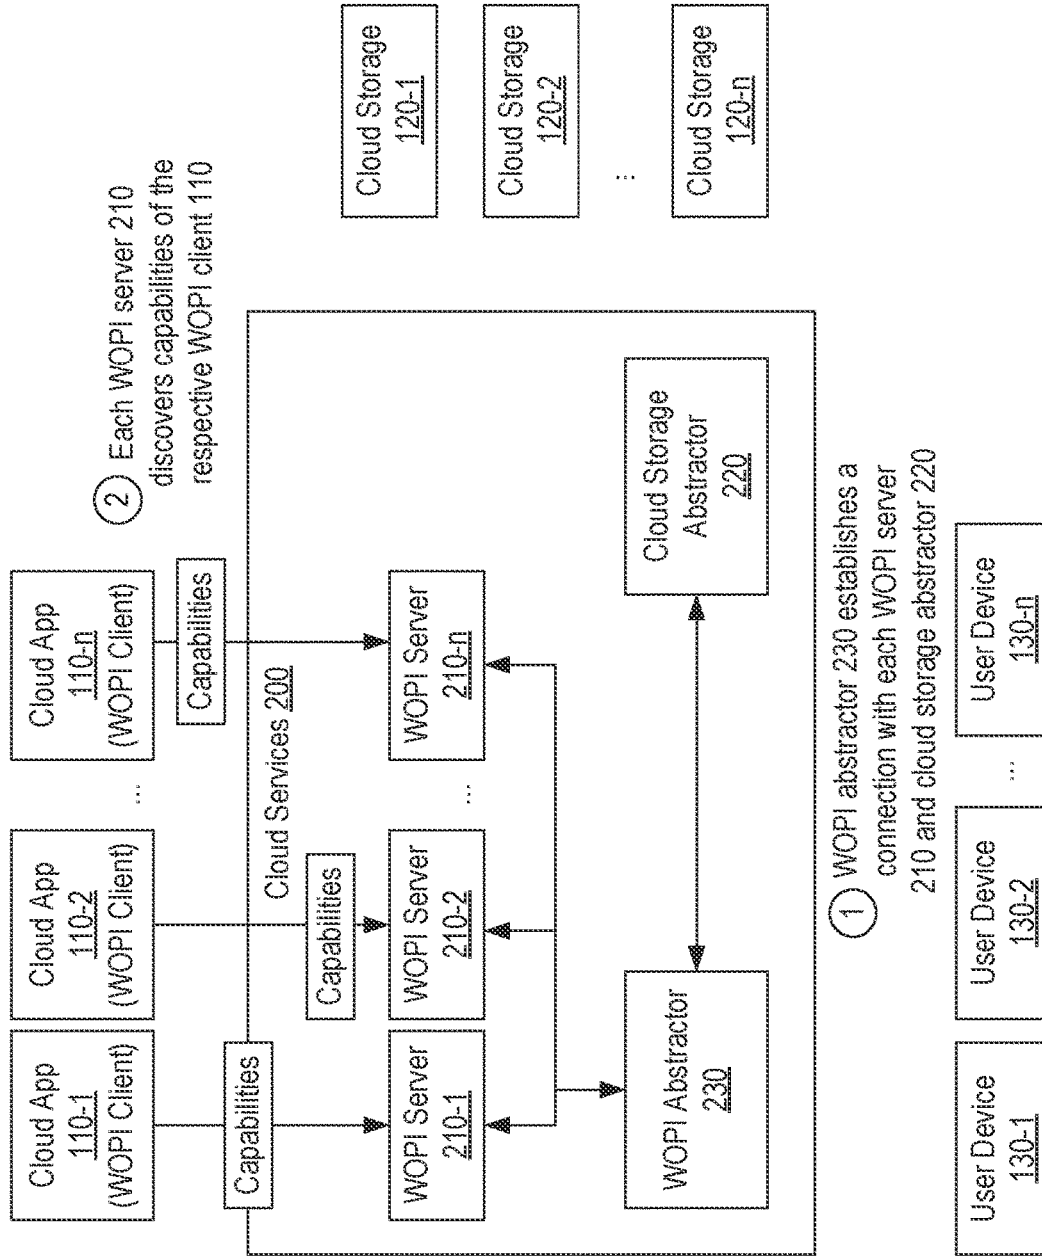 Cloud App
110-1
(WOPI Client)
Cloud App
110-2
(WOPI Client)
...
Cloud App
110-n
(WOPI Client)
2 Each WOPI server 210
discovers capabilities of the
respective WOPI client 110
Capabilities
Capabilities
Capabilities
Cloud Services 200
WOPI Server
210-1
WOPI Server
210-2
...
WOPI Server
210-n
Cloud Storage
120-1
Cloud Storage
120-2
...
Cloud Storage
120-n
WOPI Abstractor
230
Cloud Storage
Abstractor
220
1 WOPI abstractor 230 establishes a
connection with each WOPI server
210 and cloud storage abstractor 220
User Device
130-1
User Device
130-2
...
User Device
130-n